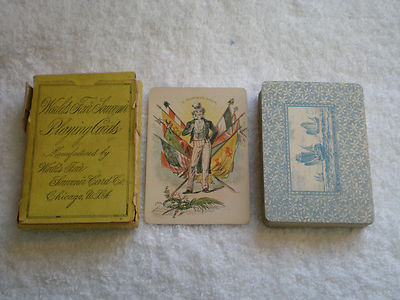 World's Fair Souvenir
Playing Cards
Manufactured by
World's Fair
Souvenir Card Co.
Chicago, U.S.A.